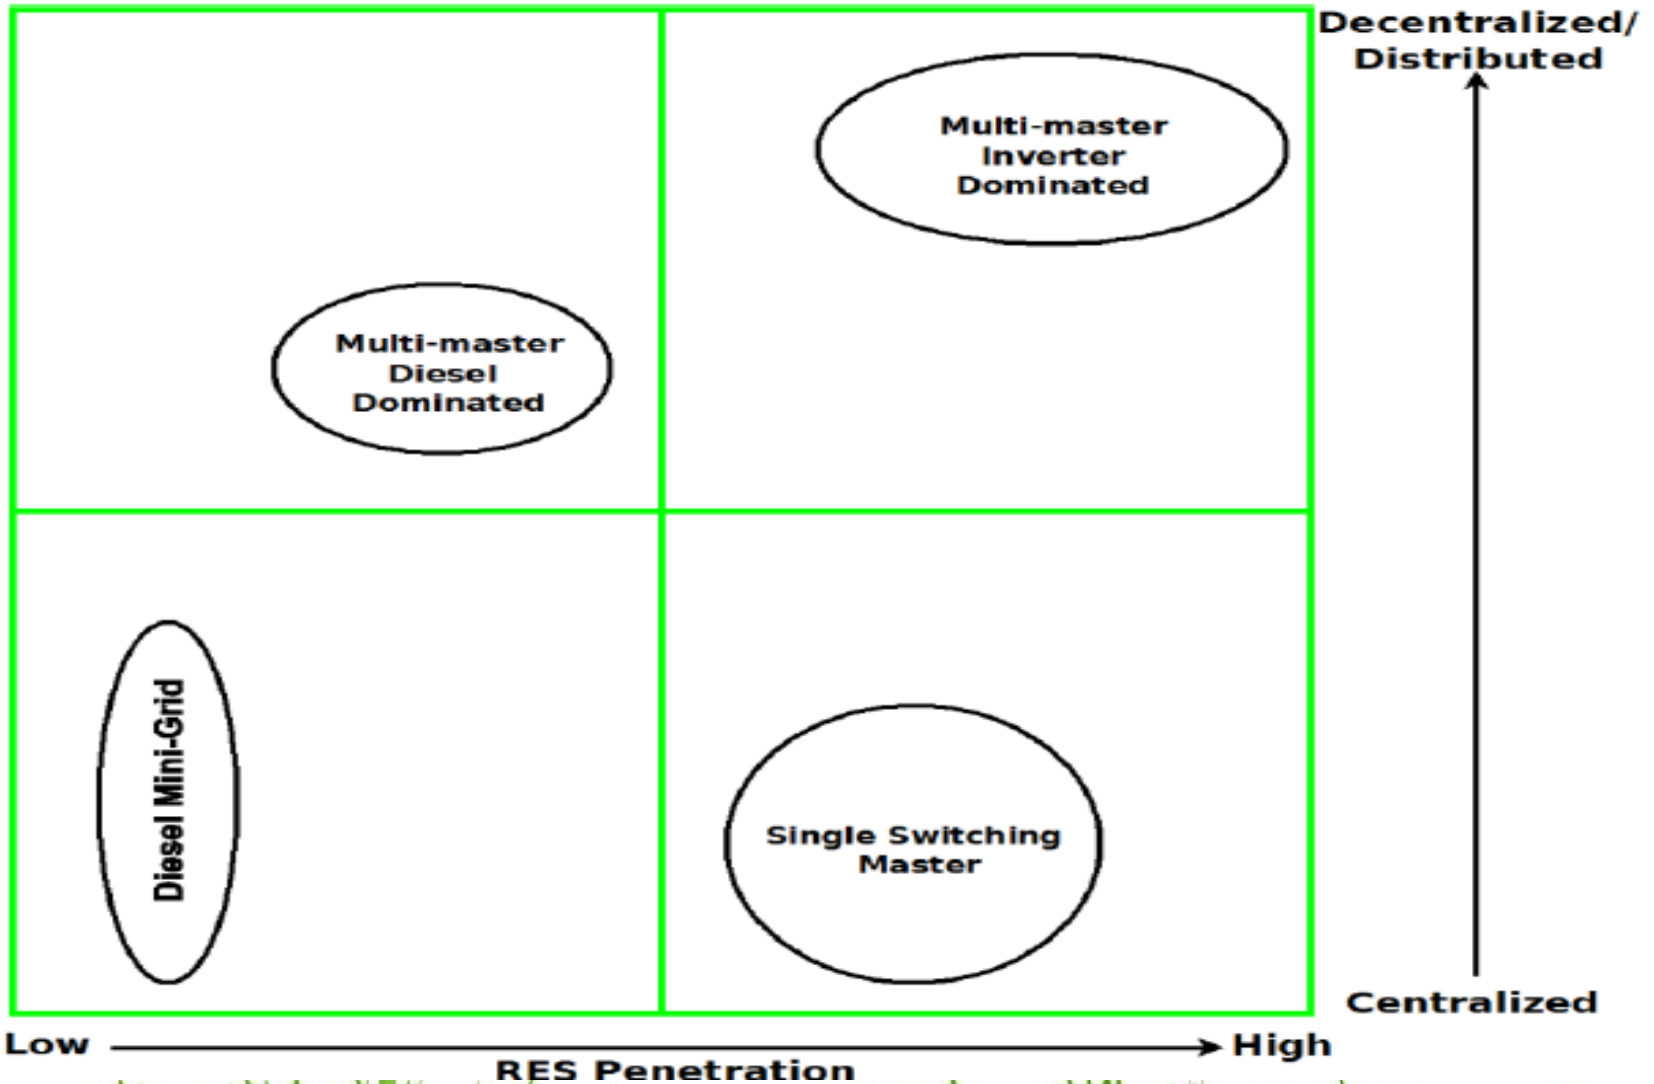 Decentralized/
Distributed
Multi-master
Inverter
Dominated
Multi-master
Diesel
Dominated
Diesel Mini-Grid
Single Switching
Master
Centralized
Low
High
RES Penetration